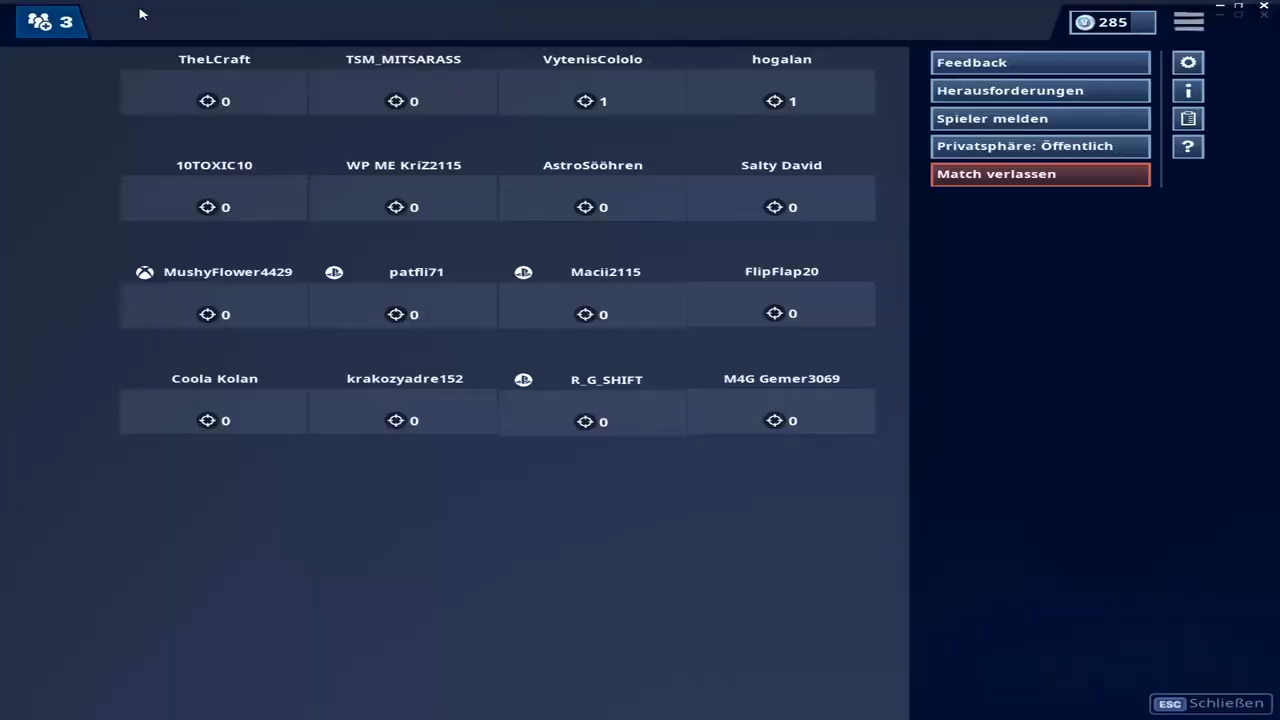 3
285
TheLCraft TSM_MITSARASS VytenisCololo hogalan
0 0 1 1
10TOXIC10 WP ME KriZ2115 AstroSööhren Salty David
0 0 0 0
MushyFlower4429 patfli71 Macii2115 FlipFlap20
0 0 0 0
Coola Kolan krakozyadre152 R_G_SHIFT M4G Gemer3069
0 0 0 0
Feedback
Herausforderungen
Spieler melden
Privatsphäre: Öffentlich
Match verlassen
ESC Schließen